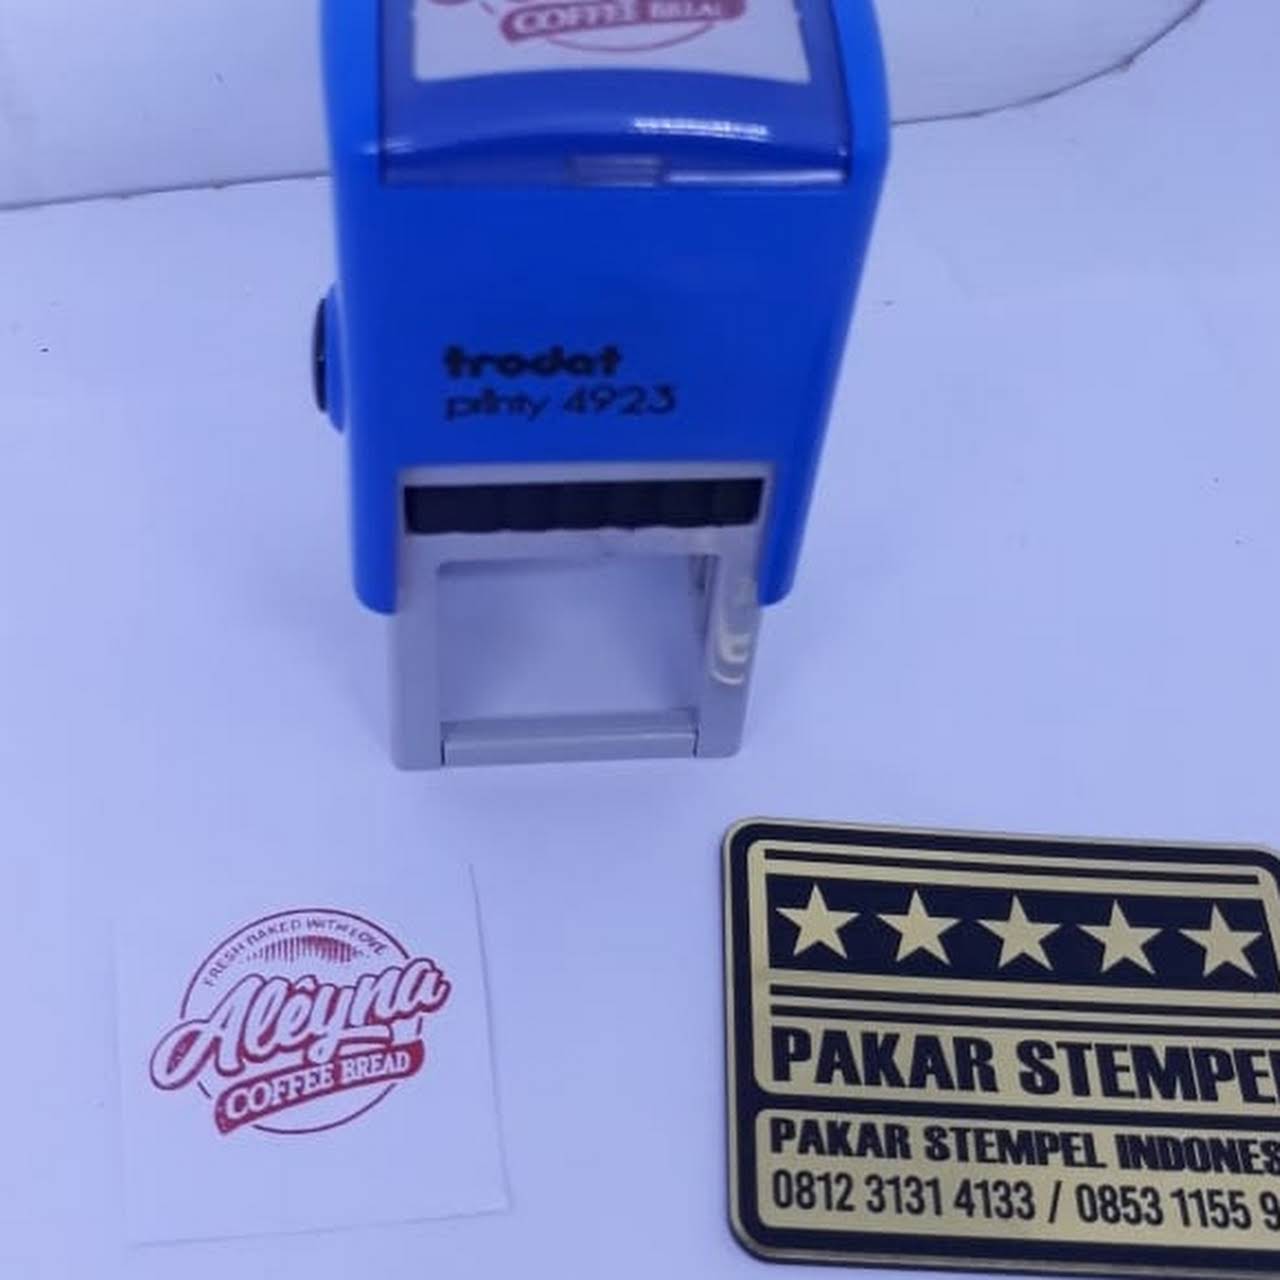 COFFEE BREAD
trodat
printy 4923
FRESH BAKED WITH LOVE
Alêyna
COFFEE BREAD
PAKAR STEMPEL
PAKAR STEMPEL INDONES
0812 3131 4133 / 0853 1155 9